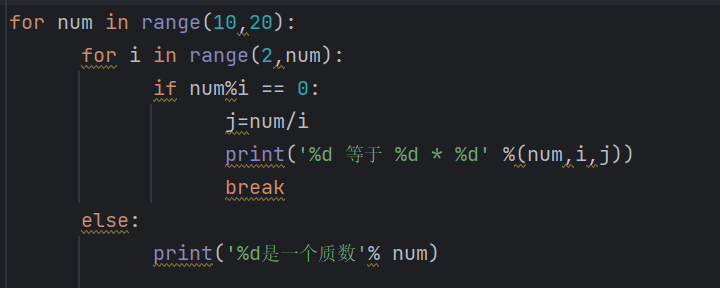 for num in range(10,20):
        for i in range(2,num):
                if num%i == 0:
                        j=num/i
                        print('%d 等于 %d * %d' %(num,i,j))
                        break
        else:
                print('%d是一个质数'% num)